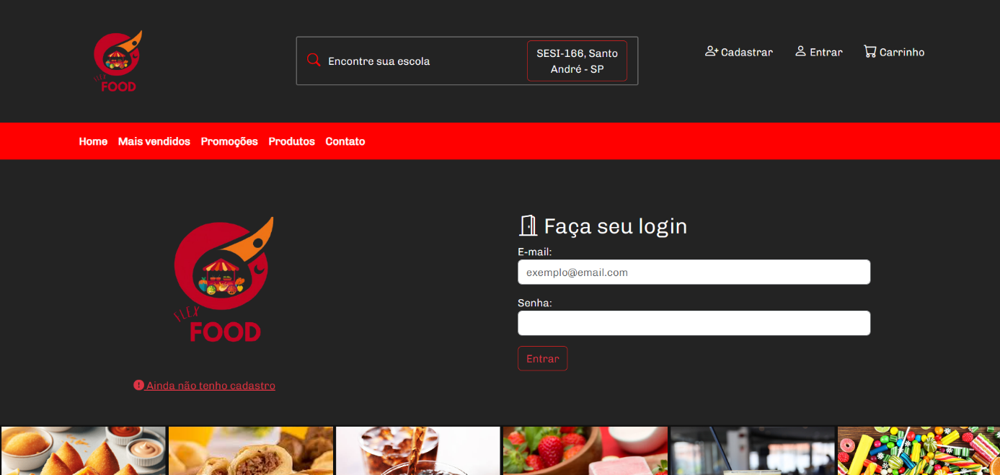 FLEX
FOOD
Encontre sua escola
SESI-166, Santo
André - SP
Cadastrar
Entrar
Carrinho
Home Mais vendidos Promoções Produtos Contato
FLEX
FOOD
Ainda não tenho cadastro
Faça seu login
E-mail:
exemplo@email.com
Senha:
Entrar